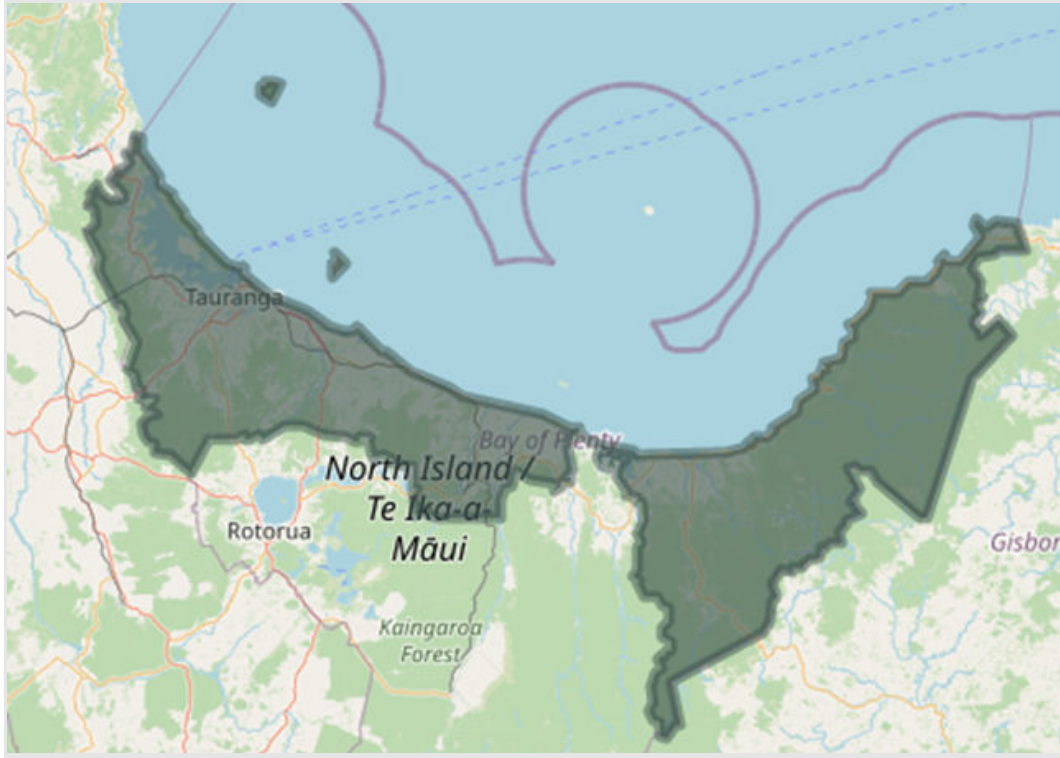 Tauranga
Bay of Plenty
North Island /
Te Ika-a-
Māui
Rotorua
Gisbor
Kaingaroa
Forest